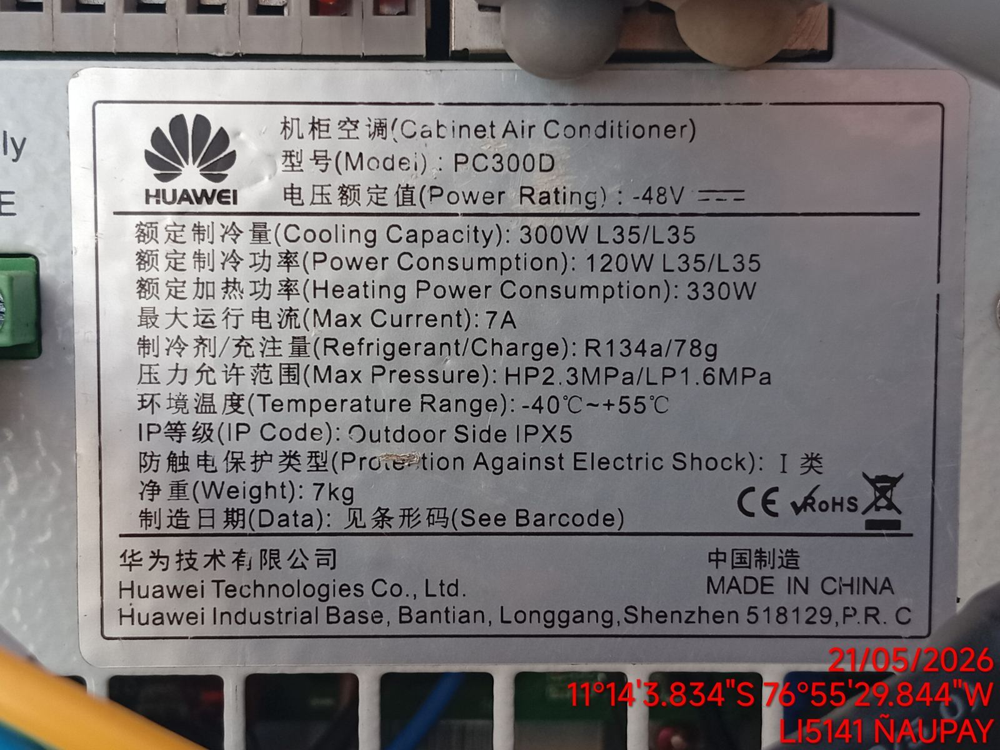 ly
E
HUAWEI
机柜空调(Cabinet Air Conditioner)
型号(Model) : PC300D
电压额定值(Power Rating) : -48V
额定制冷量(Cooling Capacity): 300W L35/L35
额定制冷功率(Power Consumption): 120W L35/L35
额定加热功率(Heating Power Consumption): 330W
最大运行电流(Max Current): 7A
制冷剂/充注量(Refrigerant/Charge): R134a/78g
压力允许范围(Max Pressure): HP2.3MPa/LP1.6MPa
环境温度(Temperature Range): -40℃~+55℃
IP等级(IP Code): Outdoor Side IPX5
防触电保护类型(Protection Against Electric Shock): I 类
净重(Weight): 7kg
制造日期(Data): 见条形码(See Barcode)
CE RoHS
华为技术有限公司
Huawei Technologies Co., Ltd.
Huawei Industrial Base, Bantian, Longgang, Shenzhen 518129, P.R. C
中国制造
MADE IN CHINA
21/05/2026
11°14'3.834"S 76°55'29.844"W
LI5141 ÑAUPAY